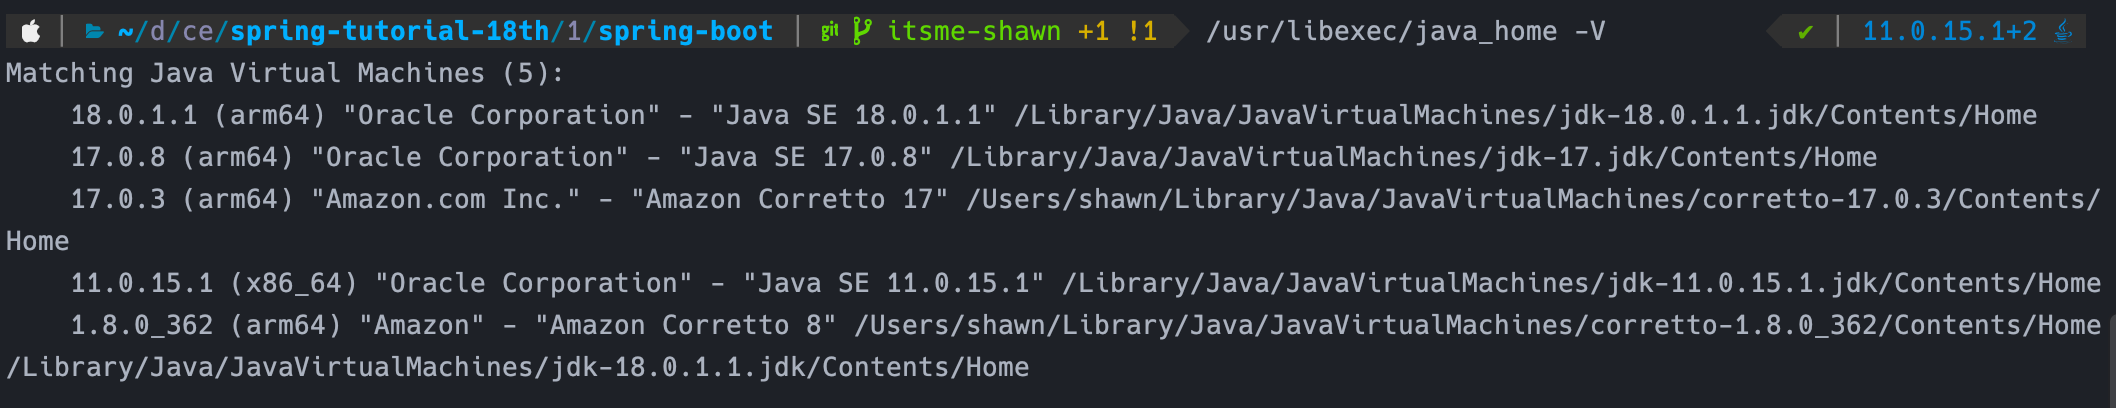 ~/d/ce/spring-tutorial-18th/1/spring-boot git itsme-shawn +1 !1 /usr/libexec/java_home -V ✔ 11.0.15.1+2
Matching Java Virtual Machines (5):
    18.0.1.1 (arm64) "Oracle Corporation" - "Java SE 18.0.1.1" /Library/Java/JavaVirtualMachines/jdk-18.0.1.1.jdk/Contents/Home
    17.0.8 (arm64) "Oracle Corporation" - "Java SE 17.0.8" /Library/Java/JavaVirtualMachines/jdk-17.jdk/Contents/Home
    17.0.3 (arm64) "Amazon.com Inc." - "Amazon Corretto 17" /Users/shawn/Library/Java/JavaVirtualMachines/corretto-17.0.3/Contents/
Home
    11.0.15.1 (x86_64) "Oracle Corporation" - "Java SE 11.0.15.1" /Library/Java/JavaVirtualMachines/jdk-11.0.15.1.jdk/Contents/Home
    1.8.0_362 (arm64) "Amazon" - "Amazon Corretto 8" /Users/shawn/Library/Java/JavaVirtualMachines/corretto-1.8.0_362/Contents/Home
/Library/Java/JavaVirtualMachines/jdk-18.0.1.1.jdk/Contents/Home